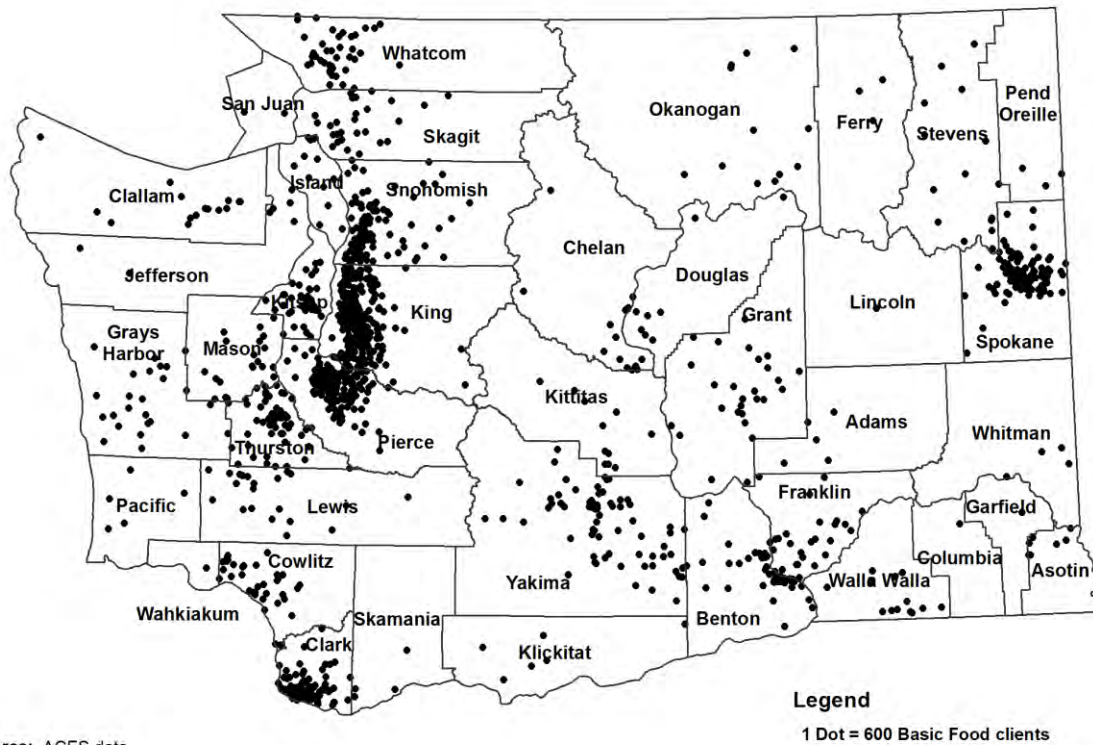 Whatcom
San Juan
Skagit
Okanogan
Ferry
Stevens
Pend
Oreille
Clallam
Island
Snohomish
Chelan
Douglas
Jefferson
Kitsap
King
Grant
Lincoln
Spokane
Grays
Harbor
Mason
Kittitas
Adams
Whitman
Thurston
Pierce
Pacific
Lewis
Franklin
Garfield
Cowlitz
Yakima
Walla Walla
Columbia
Asotin
Wahkiakum
Skamania
Benton
Clark
Klickitat
Legend
1 Dot = 600 Basic Food clients
ACES data